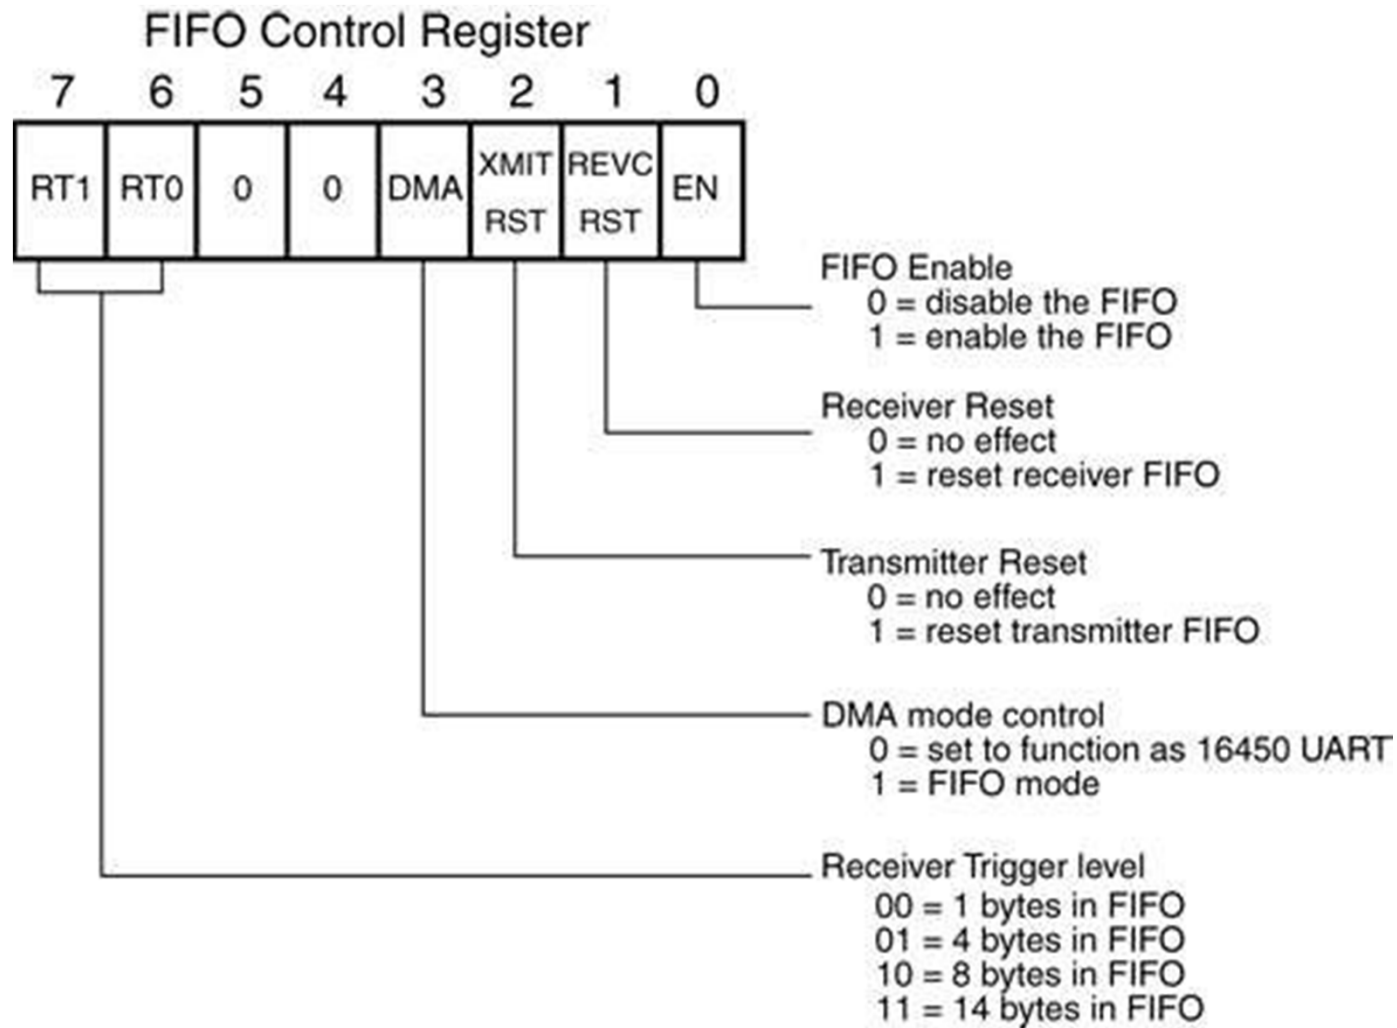 FIFO Control Register
7 6 5 4 3 2 1 0
RT1 RT0 0 0 DMA XMIT RST REVC RST EN
FIFO Enable
0 = disable the FIFO
1 = enable the FIFO
Receiver Reset
0 = no effect
1 = reset receiver FIFO
Transmitter Reset
0 = no effect
1 = reset transmitter FIFO
DMA mode control
0 = set to function as 16450 UART
1 = FIFO mode
Receiver Trigger level
00 = 1 bytes in FIFO
01 = 4 bytes in FIFO
10 = 8 bytes in FIFO
11 = 14 bytes in FIFO